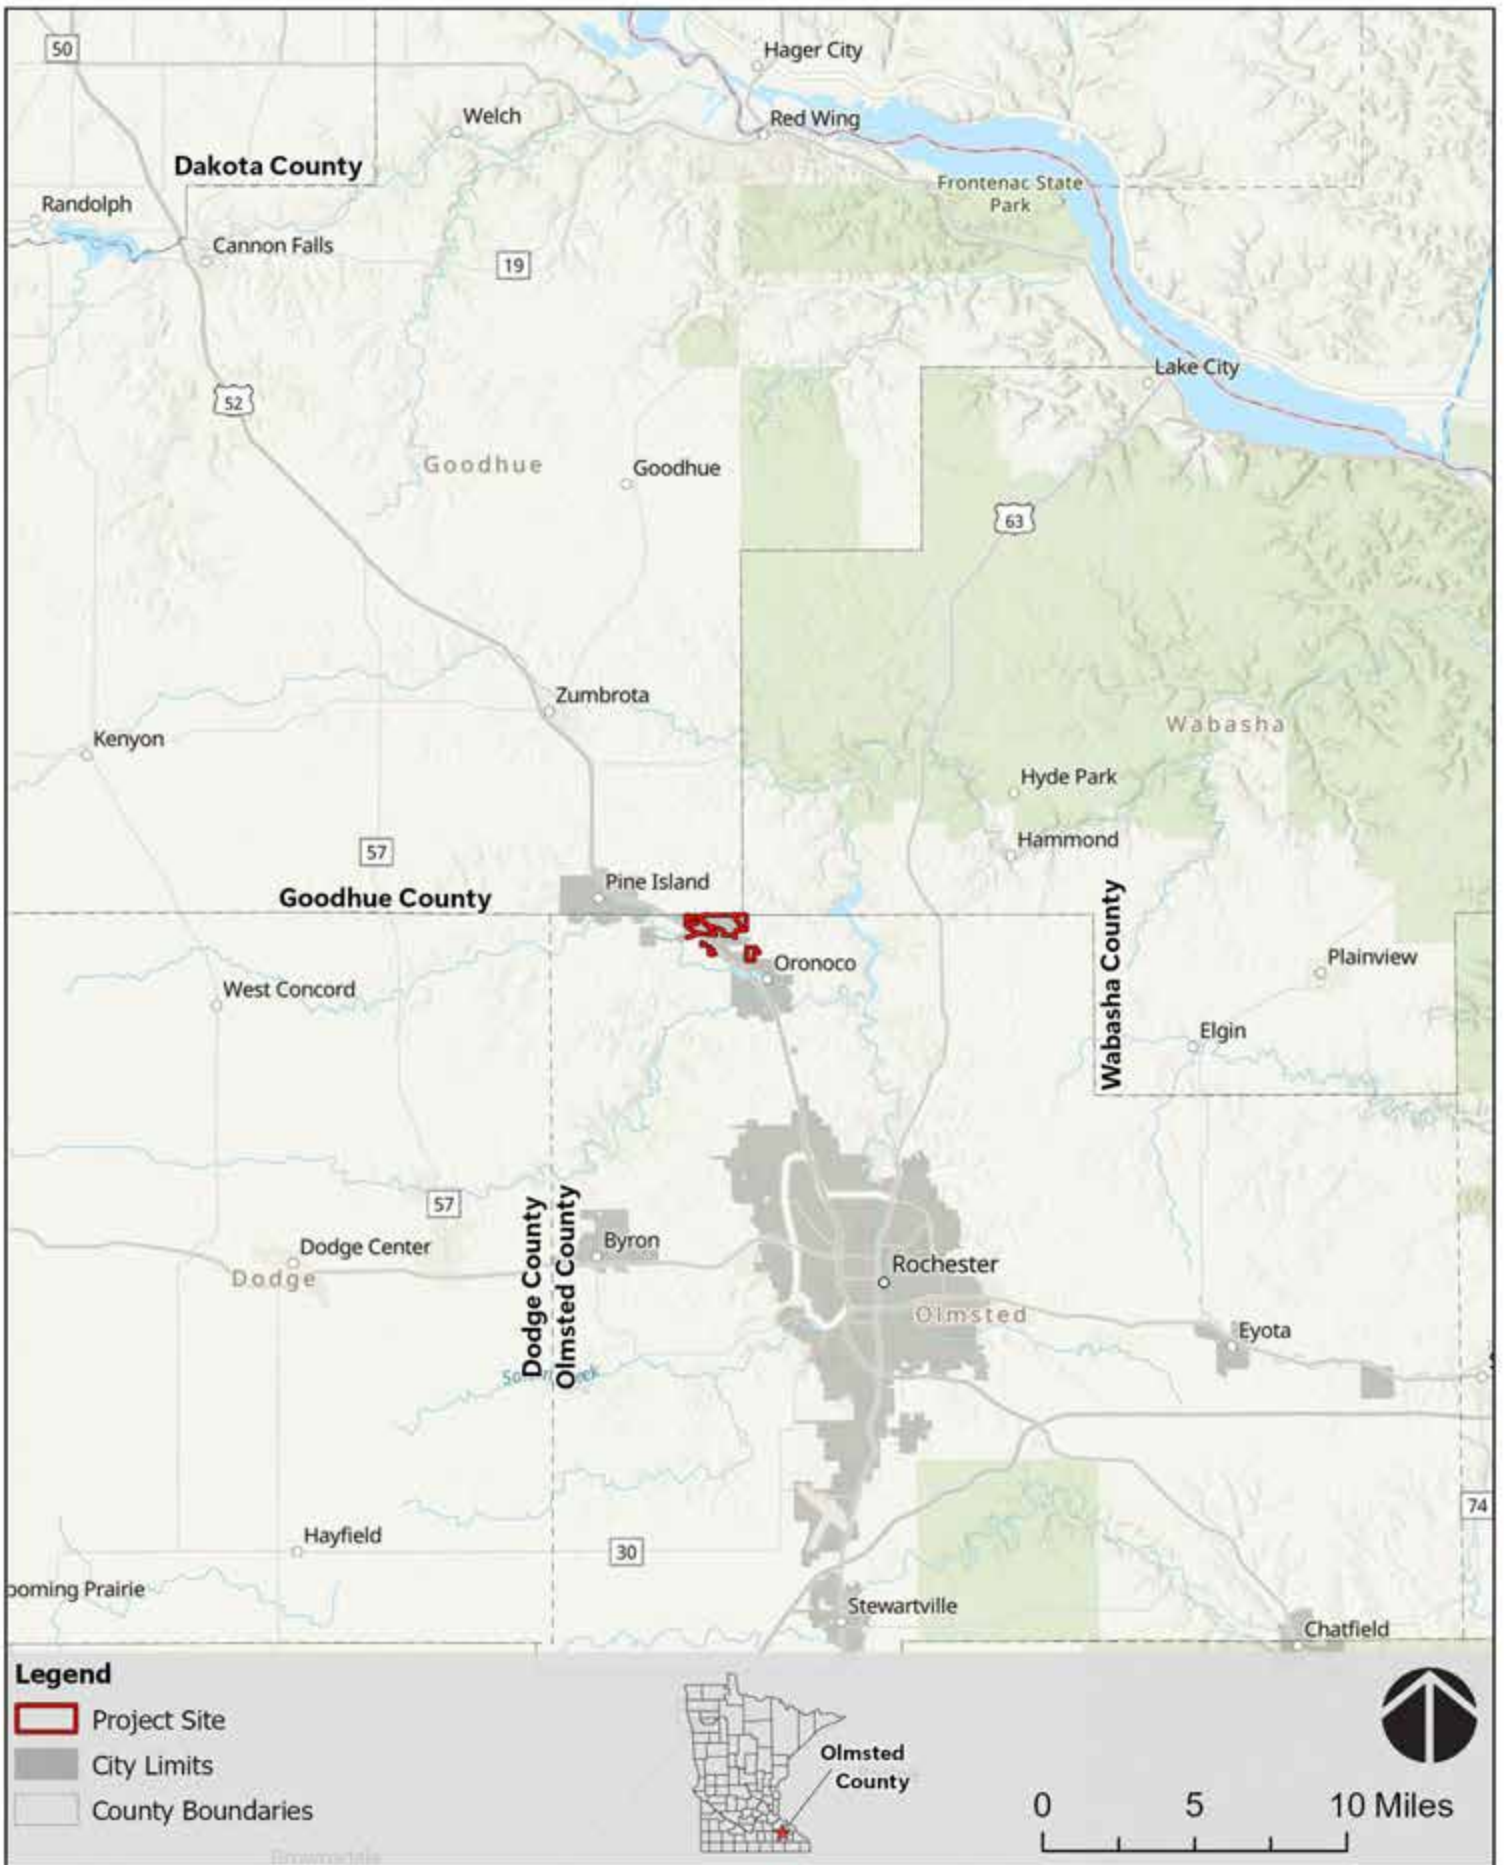 50
Hager City
Welch
Red Wing
Dakota County
Frontenac State
Park
Randolph
Cannon Falls
19
Lake City
52
Goodhue
Goodhue
63
Zumbrota
Wabasha
Kenyon
Hyde Park
Hammond
57
Pine Island
Goodhue County
Wabasha County
Oronoco
Plainview
West Concord
Elgin
57
Dodge County
Olmsted County
Byron
Dodge Center
Dodge
Rochester
Olmsted
Eyota
74
Hayfield
30
ooming Prairie
Stewartville
Chatfield
Legend
Project Site
City Limits
County Boundaries
Olmsted
County
0 5 10 Miles